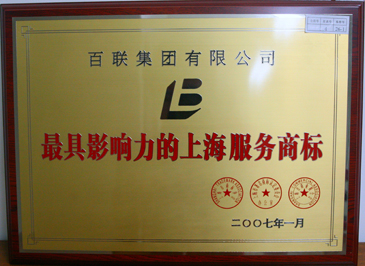 百联集团有限公司
最具影响力的上海服务商标
二〇〇七年一月